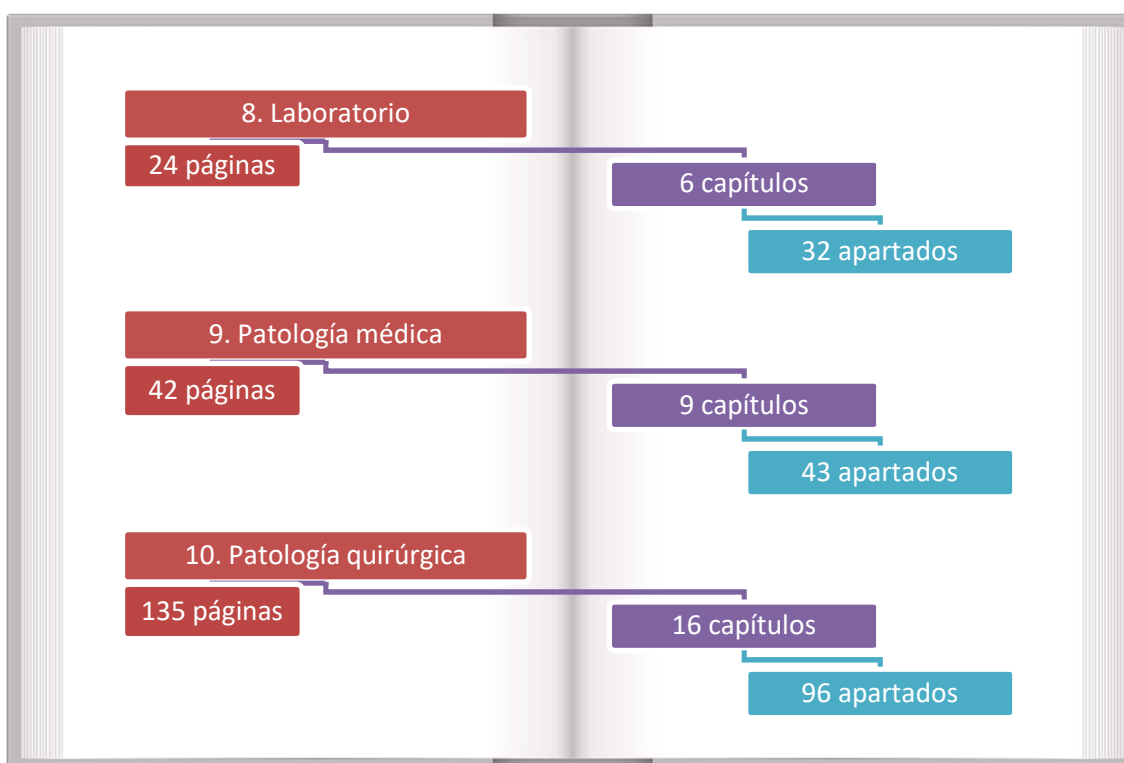 8. Laboratorio
24 páginas
6 capítulos
32 apartados
9. Patología médica
42 páginas
9 capítulos
43 apartados
10. Patología quirúrgica
135 páginas
16 capítulos
96 apartados